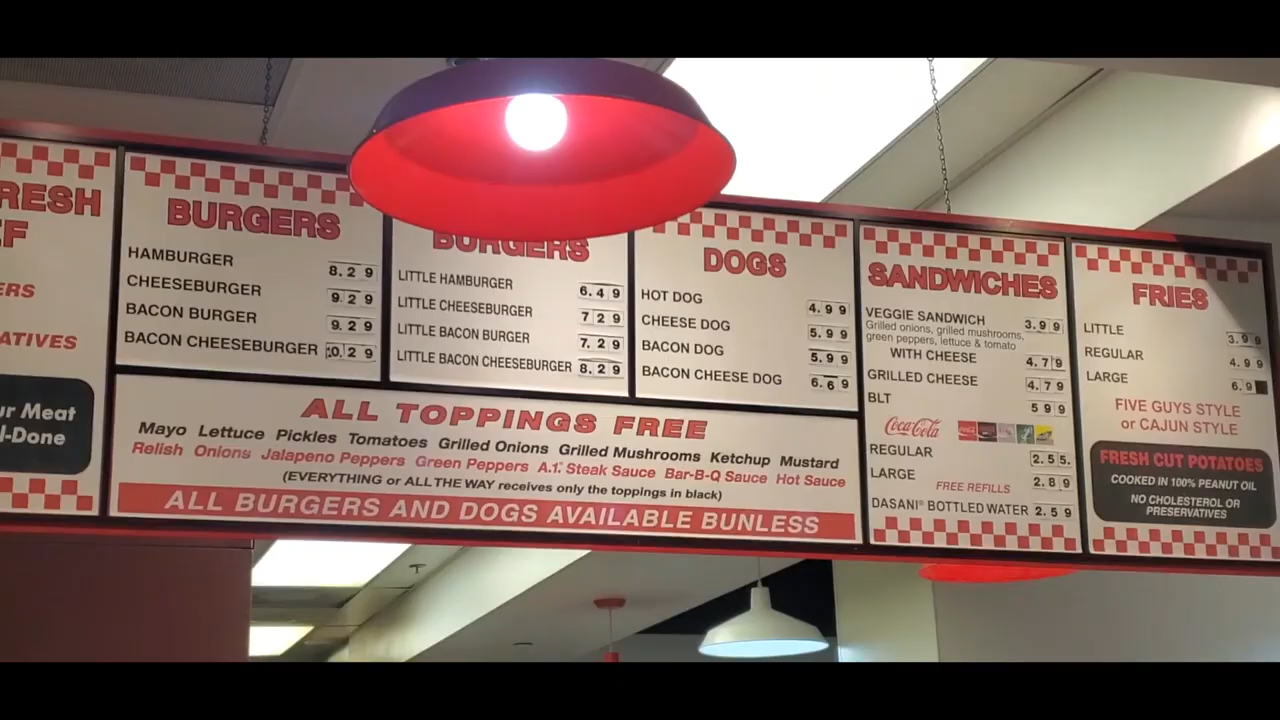 RESH
EF
ERS
ATIVES
ur Meat
l-Done
BURGERS
HAMBURGER 8.29
CHEESEBURGER 9.29
BACON BURGER 9.29
BACON CHEESEBURGER 10.29
BURGERS
LITTLE HAMBURGER 6.49
LITTLE CHEESEBURGER 729
LITTLE BACON BURGER 7.29
LITTLE BACON CHEESEBURGER 8.29
DOGS
HOT DOG 4.99
CHEESE DOG 5.99
BACON DOG 5.99
BACON CHEESE DOG 6.69
ALL TOPPINGS FREE
Mayo Lettuce Pickles Tomatoes Grilled Onions Grilled Mushrooms Ketchup Mustard
Relish Onions Jalapeno Peppers Green Peppers A.1. Steak Sauce Bar-B-Q Sauce Hot Sauce
(EVERYTHING or ALL THE WAY receives only the toppings in black)
ALL BURGERS AND DOGS AVAILABLE BUNLESS
SANDWICHES
VEGGIE SANDWICH 3.99
Grilled onions, grilled mushrooms,
green peppers, lettuce & tomato
WITH CHEESE 4.79
GRILLED CHEESE 4.79
BLT 599
Coca-Cola
REGULAR 2.55.
LARGE 2.89
FREE REFILLS
DASANI® BOTTLED WATER 2.59
FRIES
LITTLE 3.99
REGULAR 4.99
LARGE 6.9
FIVE GUYS STYLE
or CAJUN STYLE
FRESH CUT POTATOES
COOKED IN 100% PEANUT OIL
NO CHOLESTEROL or
PRESERVATIVES